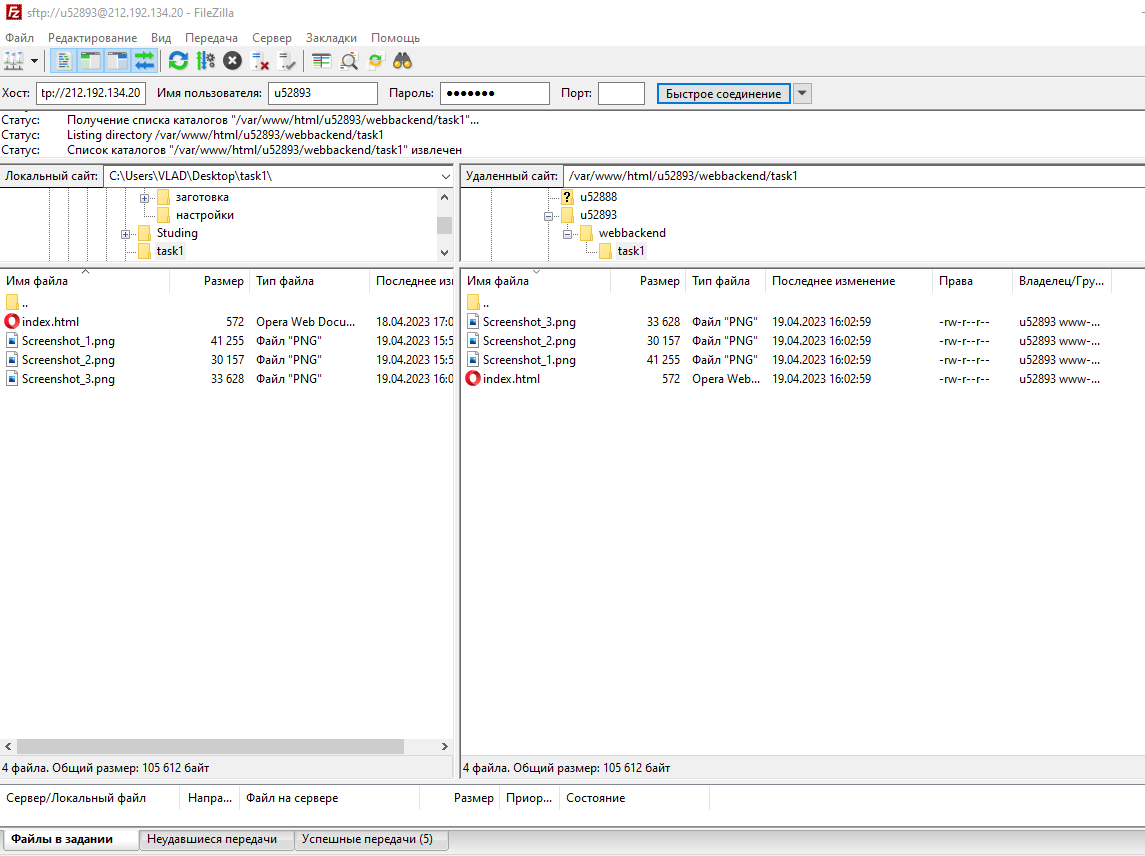 sftp://u52893@212.192.134.20 - FileZilla
Файл Редактирование Вид Передача Сервер Закладки Помощь
Хост: tp://212.192.134.20 Имя пользователя: u52893 Пароль: ●●●●●●● Порт: Быстрое соединение
Статус: Получение списка каталогов "/var/www/html/u52893/webbackend/task1"...
Статус: Listing directory /var/www/html/u52893/webbackend/task1
Статус: Список каталогов "/var/www/html/u52893/webbackend/task1" извлечен
Локальный сайт: C:\Users\VLAD\Desktop\task1\
заготовка
настройки
Studing
task1
Удаленный сайт: /var/www/html/u52893/webbackend/task1
? u52888
u52893
webbackend
task1
Имя файла Размер Тип файла Последнее из
..
index.html 572 Opera Web Docu... 18.04.2023 17:0
Screenshot_1.png 41 255 Файл "PNG" 19.04.2023 15:5
Screenshot_2.png 30 157 Файл "PNG" 19.04.2023 15:5
Screenshot_3.png 33 628 Файл "PNG" 19.04.2023 16:0
4 файла. Общий размер: 105 612 байт
Имя файла Размер Тип файла Последнее изменение Права Владелец/Гру...
..
Screenshot_3.png 33 628 Файл "PNG" 19.04.2023 16:02:59 -rw-r--r-- u52893 www-...
Screenshot_2.png 30 157 Файл "PNG" 19.04.2023 16:02:59 -rw-r--r-- u52893 www-...
Screenshot_1.png 41 255 Файл "PNG" 19.04.2023 16:02:59 -rw-r--r-- u52893 www-...
index.html 572 Opera Web... 19.04.2023 16:02:59 -rw-r--r-- u52893 www-...
4 файла. Общий размер: 105 612 байт
Сервер/Локальный файл Напра... Файл на сервере Размер Приор... Состояние
Файлы в задании Неудавшиеся передачи Успешные передачи (5)